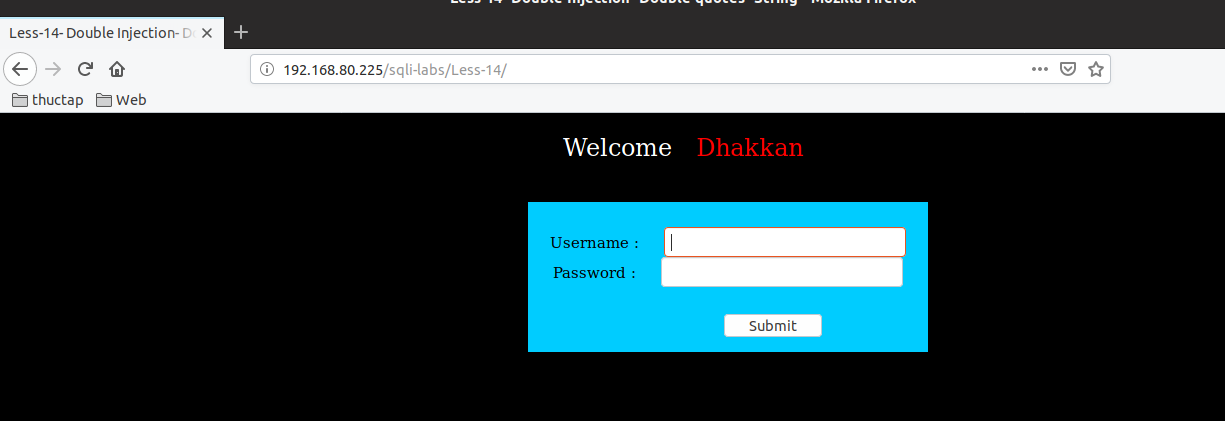 Less-14- Double Injection- Double quotes- String - Mozilla Firefox
Less-14- Double Injection- Do
192.168.80.225/sqli-labs/Less-14/
thuctap Web
Welcome Dhakkan
Username :
Password :
Submit